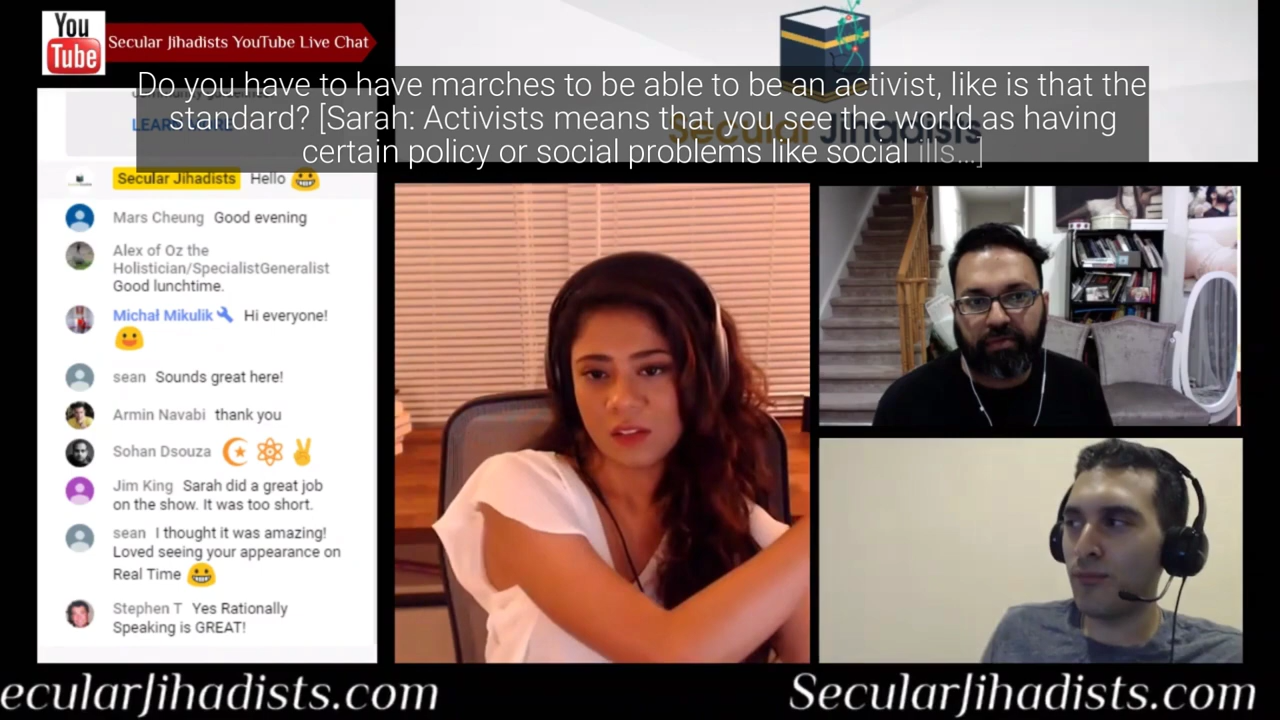 You
Tube
Secular Jihadists YouTube Live Chat
Do you have to have marches to be able to be an activist, like is that the
standard? [Sarah: Activists means that you see the world as having
certain policy or social problems like social ills...]
Secular Jihadists
Secular Jihadists Hello
Mars Cheung Good evening
Alex of Oz the
Holistician/SpecialistGeneralist
Good lunchtime.
Michał Mikulik Hi everyone!
sean Sounds great here!
Armin Navabi thank you
Sohan Dsouza
Jim King Sarah did a great job
on the show. It was too short.
sean I thought it was amazing!
Loved seeing your appearance on
Real Time
Stephen T Yes Rationally
Speaking is GREAT!
ecularJihadists.com
SecularJihadists.com